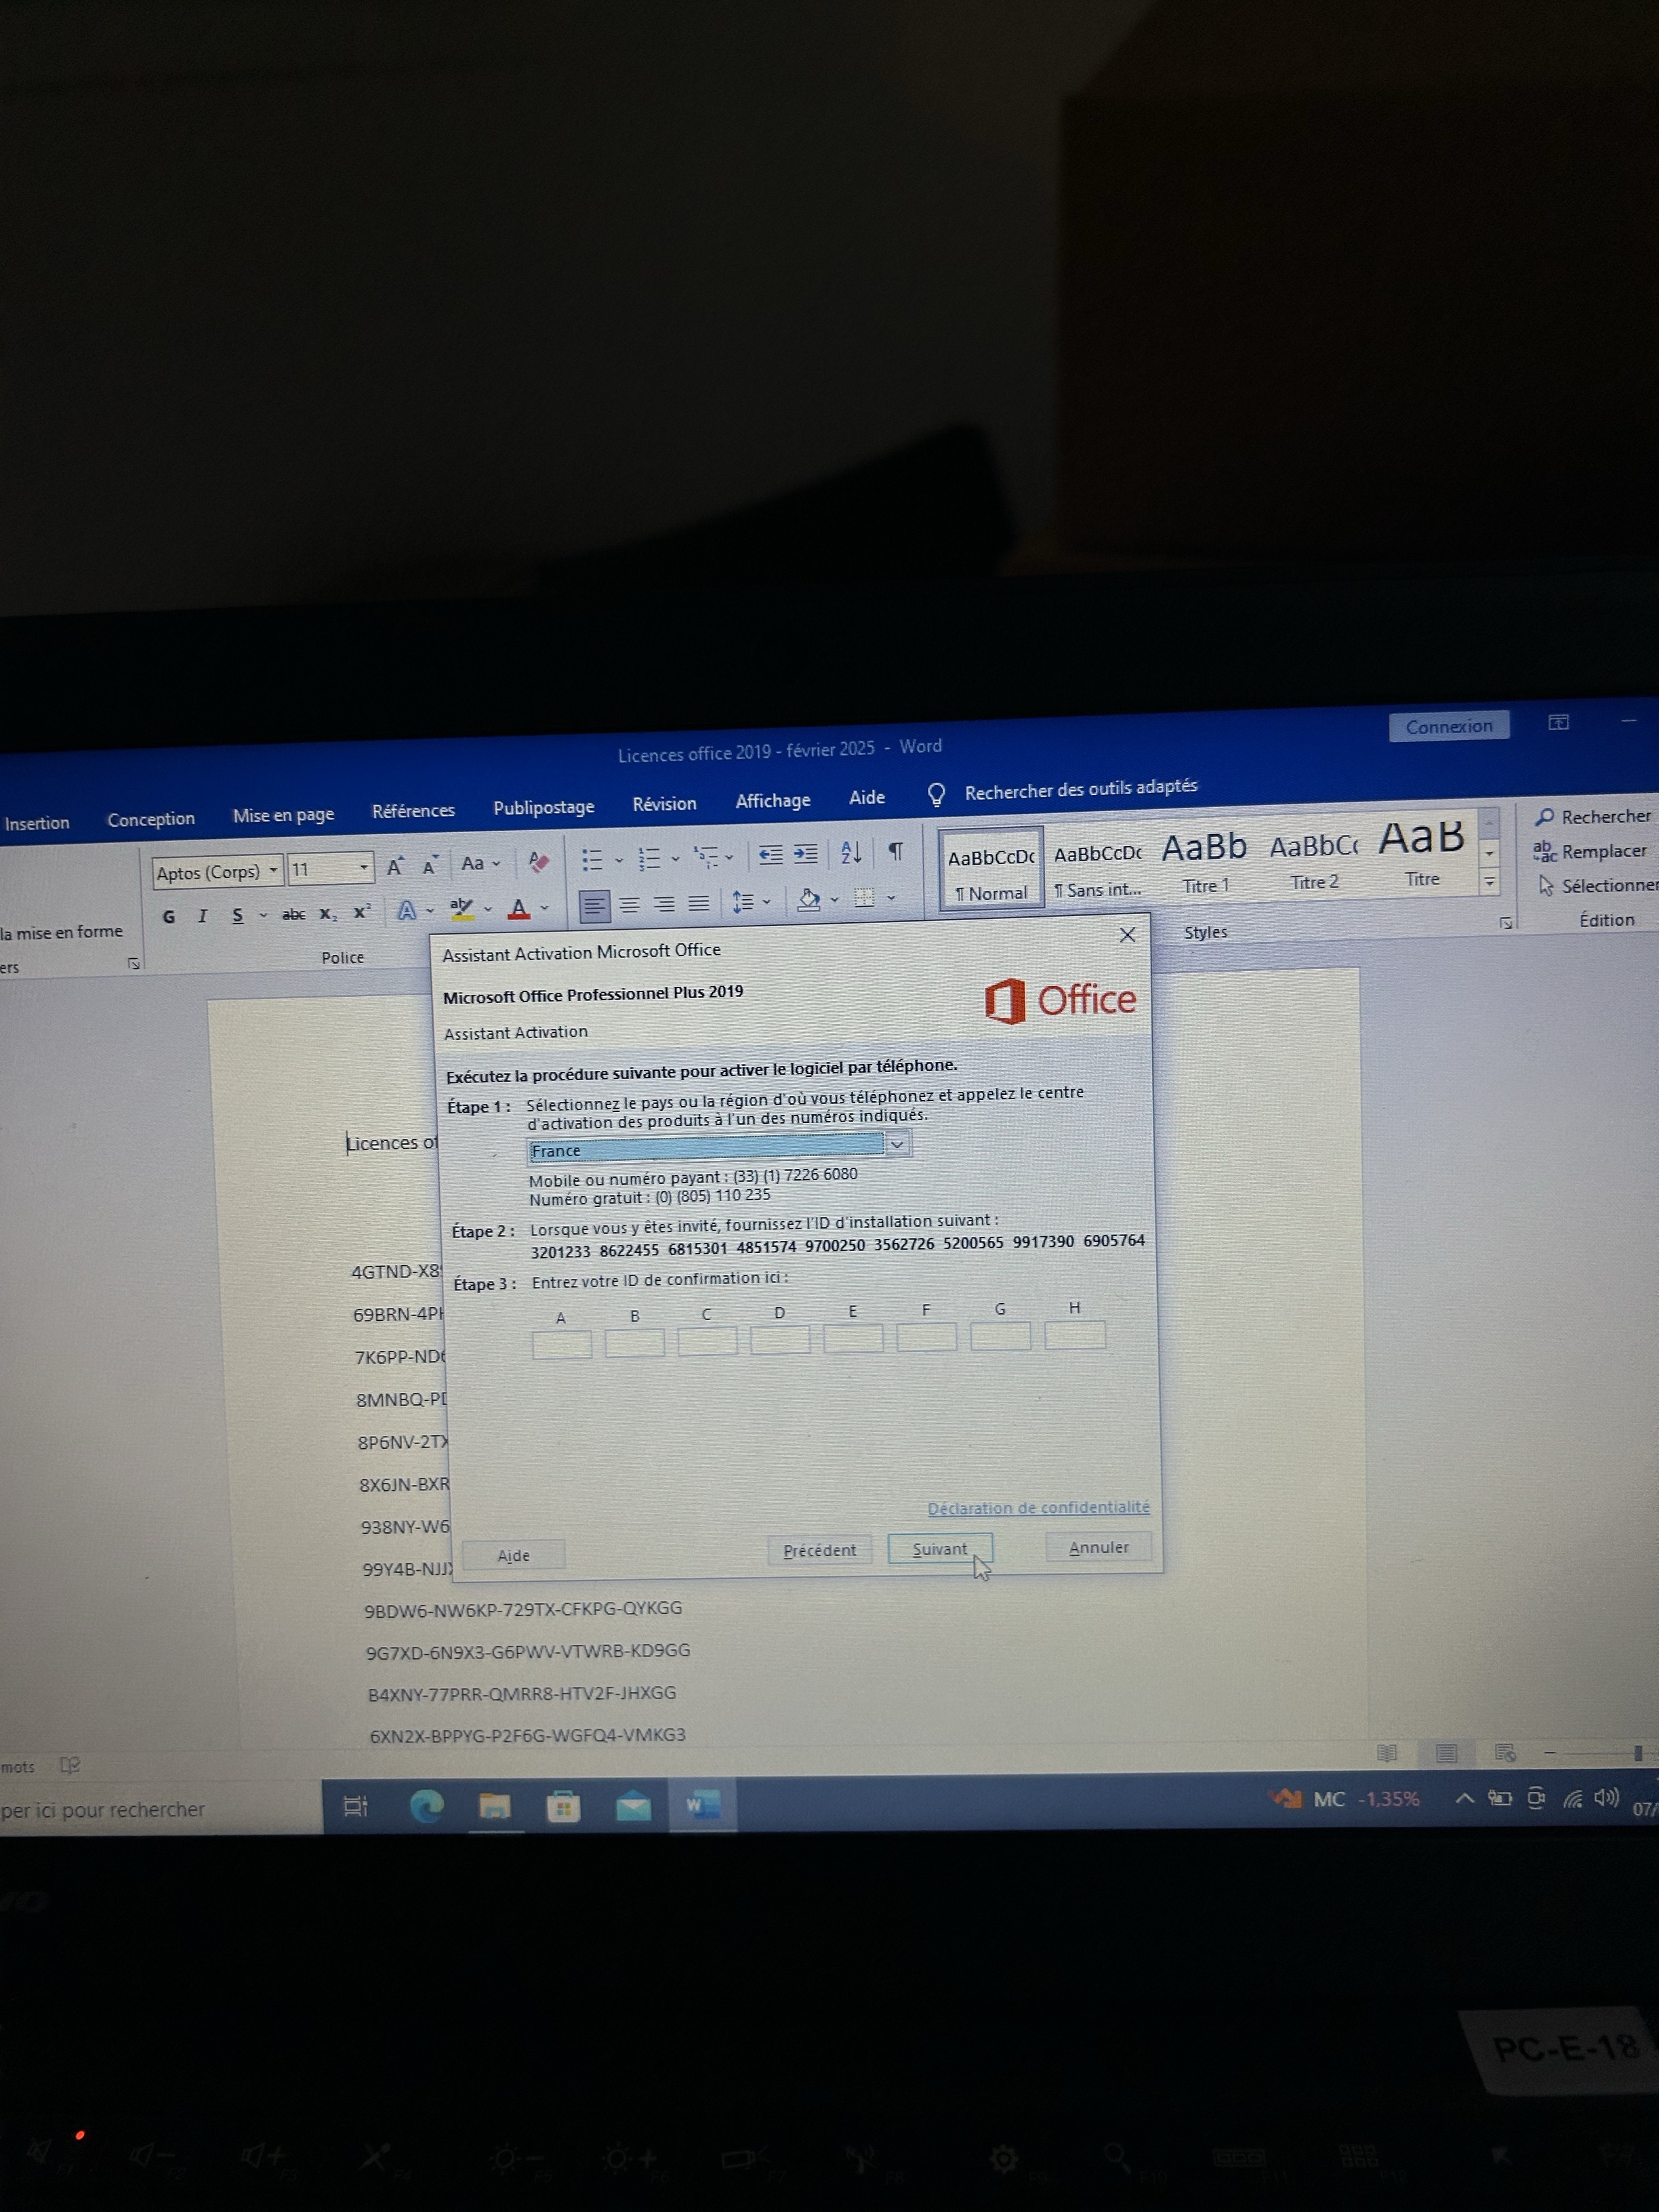 Licences office 2019 - février 2025 - Word
Connexion
Insertion Conception Mise en page Références Publipostage Révision Affichage Aide Rechercher des outils adaptés
Aptos (Corps) 11 Aa
AaBbCcDc AaBbCcDc AaBb AaBbCc AaB
¶ Normal ¶ Sans int... Titre 1 Titre 2 Titre
G I S abc X₂ X²
Rechercher
Remplacer
Sélectionner
la mise en forme
ers Police Styles Édition
Assistant Activation Microsoft Office
Microsoft Office Professionnel Plus 2019
Office
Assistant Activation
Exécutez la procédure suivante pour activer le logiciel par téléphone.
Étape 1 : Sélectionnez le pays ou la région d'où vous téléphonez et appelez le centre
d'activation des produits à l'un des numéros indiqués.
France
Mobile ou numéro payant : (33) (1) 7226 6080
Numéro gratuit : (0) (805) 110 235
Étape 2 : Lorsque vous y êtes invité, fournissez l'ID d'installation suivant :
3201233 8622455 6815301 4851574 9700250 3562726 5200565 9917390 6905764
Étape 3 : Entrez votre ID de confirmation ici :
A B C D E F G H
Déclaration de confidentialité
Aide Précédent Suivant Annuler
Licences of
4GTND-X8
69BRN-4P
7K6PP-ND
8MNBQ-P
8P6NV-2T
8X6JN-BXR
938NY-W6
99Y4B-NJJ
9BDW6-NW6KP-729TX-CFKPG-QYKGG
9G7XD-6N9X3-G6PWV-VTWRB-KD9GG
B4XNY-77PRR-QMRR8-HTV2F-JHXGG
6XN2X-BPPYG-P2F6G-WGFQ4-VMKG3
mots
per ici pour rechercher
MC -1,35%
07/
PC-E-18